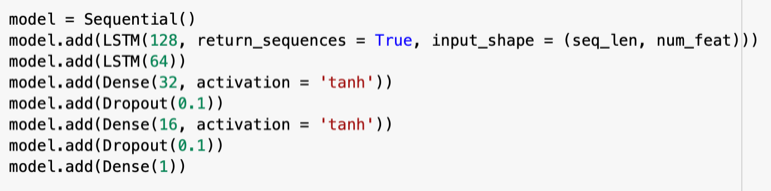 model = Sequential()
model.add(LSTM(128, return_sequences = True, input_shape = (seq_len, num_feat)))
model.add(LSTM(64))
model.add(Dense(32, activation = 'tanh'))
model.add(Dropout(0.1))
model.add(Dense(16, activation = 'tanh'))
model.add(Dropout(0.1))
model.add(Dense(1))